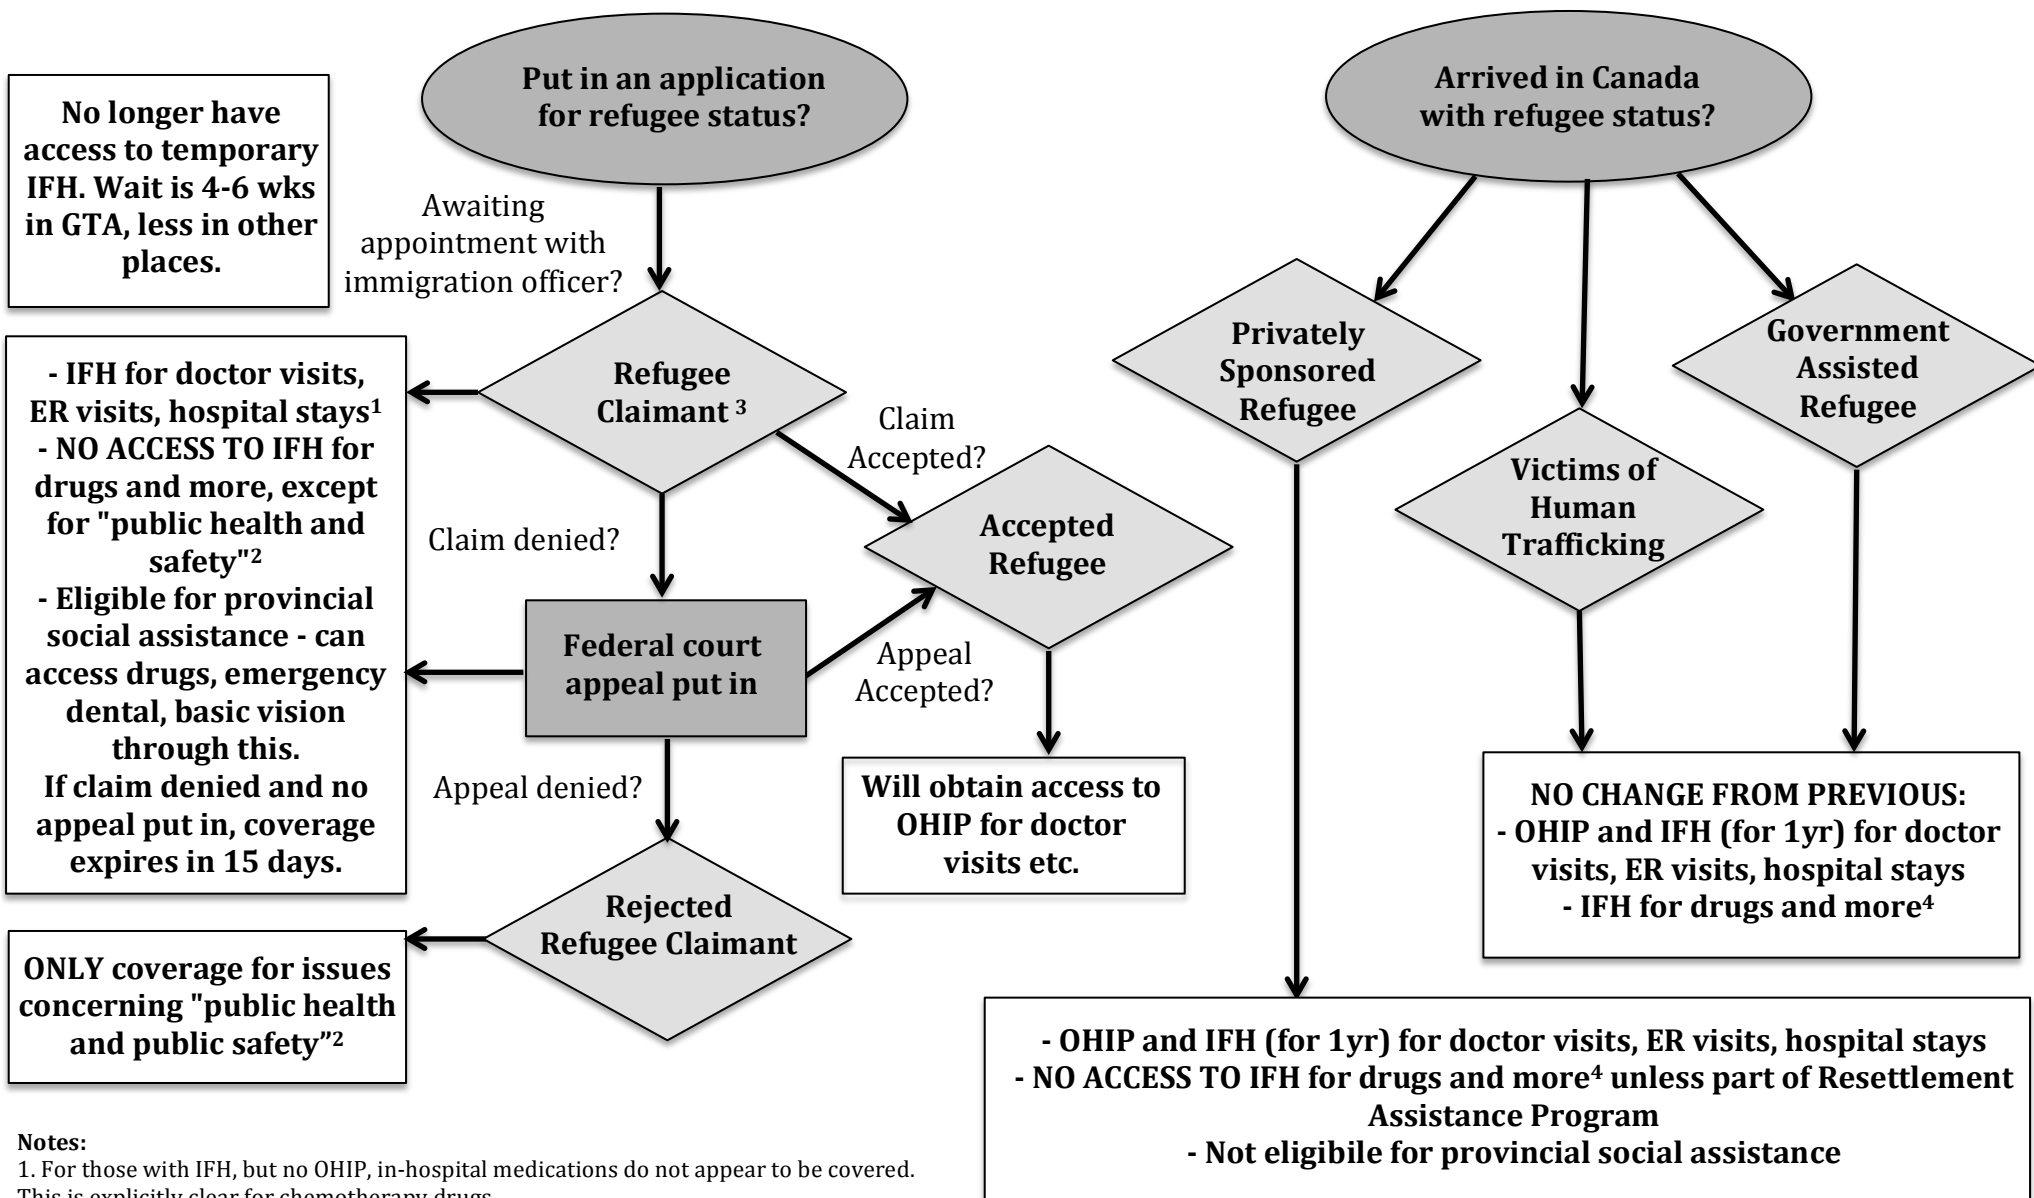 Put in an application
for refugee status?
Arrived in Canada
with refugee status?
No longer have
access to temporary
IFH. Wait is 4-6 wks
in GTA, less in other
places.
Awaiting
appointment with
immigration officer?
Refugee
Claimant ³
Privately
Sponsored
Refugee
Government
Assisted
Refugee
- IFH for doctor visits,
ER visits, hospital stays¹
- NO ACCESS TO IFH for
drugs and more, except
for "public health and
safety"²
- Eligible for provincial
social assistance - can
access drugs, emergency
dental, basic vision
through this.
If claim denied and no
appeal put in, coverage
expires in 15 days.
Claim
Accepted?
Victims of
Human
Trafficking
Claim denied?
Accepted
Refugee
Federal court
appeal put in
Appeal
Accepted?
Appeal denied?
Will obtain access to
OHIP for doctor
visits etc.
NO CHANGE FROM PREVIOUS:
- OHIP and IFH (for 1yr) for doctor
visits, ER visits, hospital stays
- IFH for drugs and more⁴
Rejected
Refugee Claimant
ONLY coverage for issues
concerning "public health
and public safety”²
- OHIP and IFH (for 1yr) for doctor visits, ER visits, hospital stays
- NO ACCESS TO IFH for drugs and more⁴ unless part of Resettlement
Assistance Program
- Not eligibile for provincial social assistance
Notes:
1. For those with IFH, but no OHIP, in-hospital medications do not appear to be covered.
This is explicitly clear for chemotherapy drugs